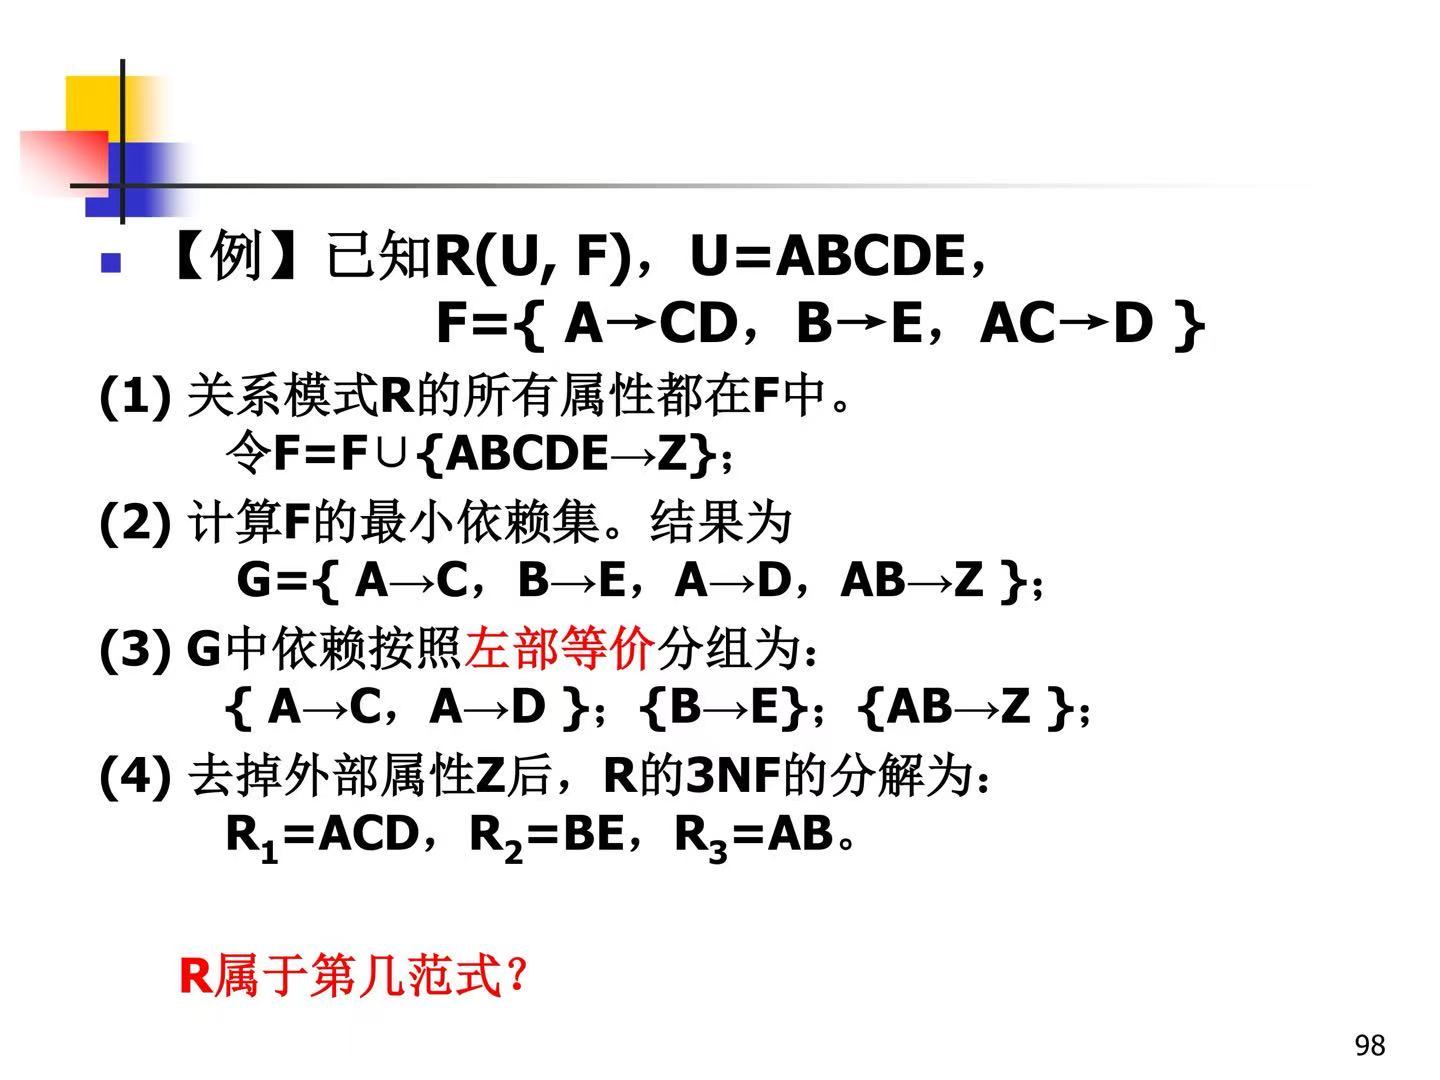 【例】已知R(U, F)，U=ABCDE，
F={ A→CD，B→E，AC→D }
(1) 关系模式R的所有属性都在F中。
令F=F∪{ABCDE→Z}；
(2) 计算F的最小依赖集。结果为
G={ A→C，B→E，A→D，AB→Z }；
(3) G中依赖按照左部等价分组为：
{ A→C，A→D }；{B→E}；{AB→Z }；
(4) 去掉外部属性Z后，R的3NF的分解为：
R₁=ACD，R₂=BE，R₃=AB。
R属于第几范式？
98